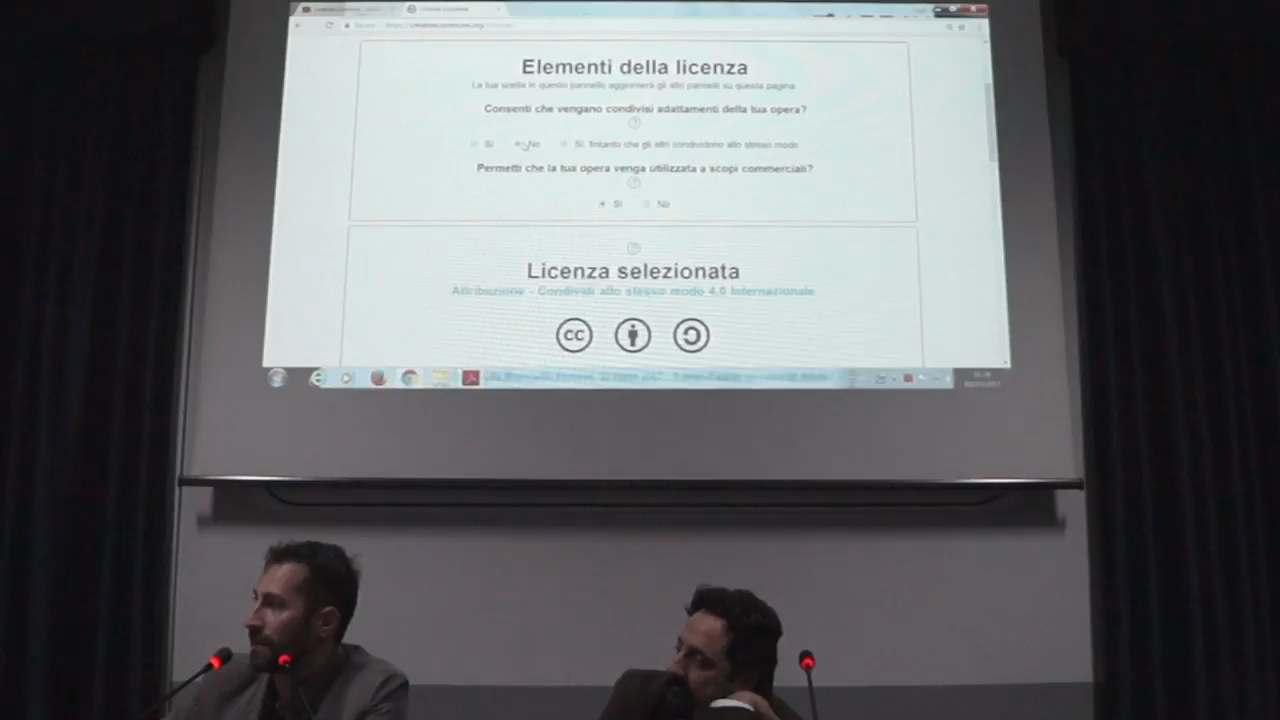 Elementi della licenza
La tua scelta in questo pannello aggiornerà gli altri pannelli su questa pagina.
Consenti che vengano condivisi adattamenti della tua opera?
?
Sì No Sì, fintanto che gli altri condividono allo stesso modo
Permetti che la tua opera venga utilizzata a scopi commerciali?
?
Sì No
?
Licenza selezionata
Attribuzione - Condividi allo stesso modo 4.0 Internazionale
CC